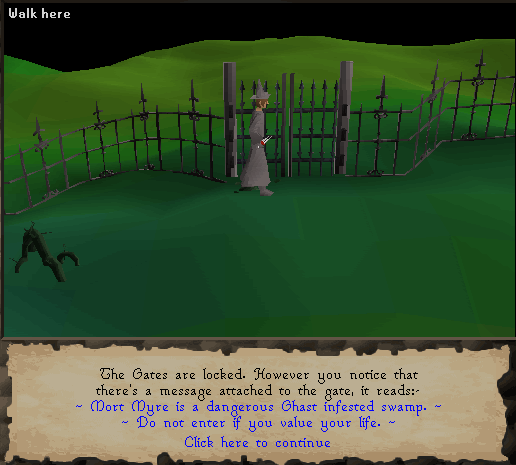 Walk here
The Gates are locked. However you notice that
there's a message attached to the gate, it reads:-
~ Mort Myre is a dangerous Ghast infested swamp. ~
~ Do not enter if you value your life. ~
Click here to continue